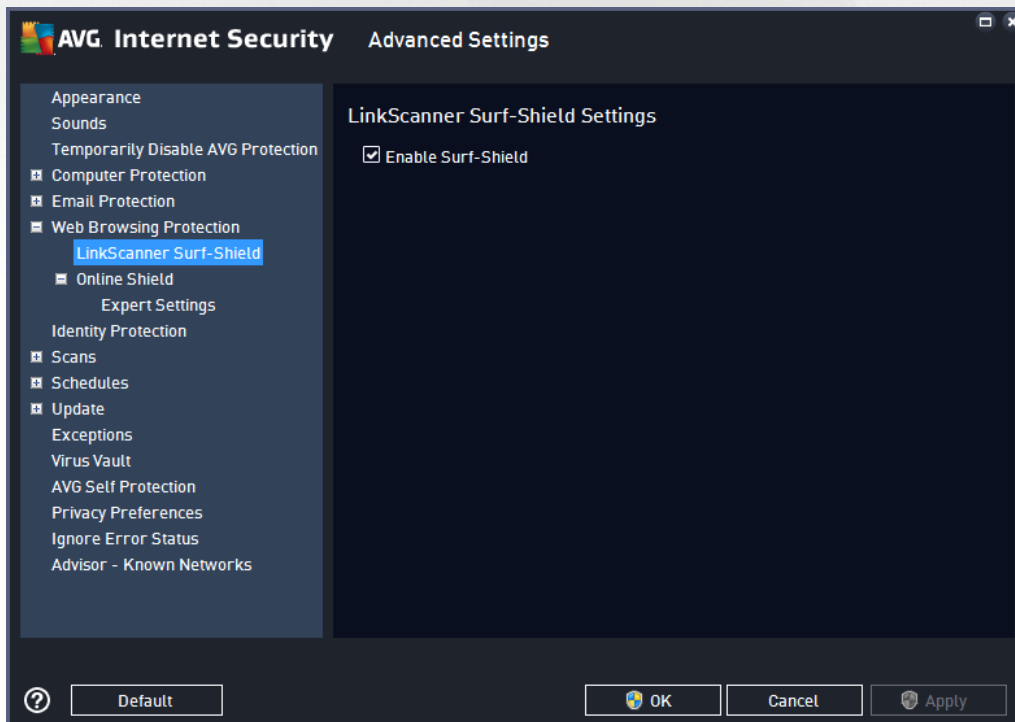 AVG Internet Security Advanced Settings
Appearance
Sounds
Temporarily Disable AVG Protection
Computer Protection
Email Protection
Web Browsing Protection
LinkScanner Surf-Shield
Online Shield
Expert Settings
Identity Protection
Scans
Schedules
Update
Exceptions
Virus Vault
AVG Self Protection
Privacy Preferences
Ignore Error Status
Advisor - Known Networks
LinkScanner Surf-Shield Settings
Enable Surf-Shield
? Default OK Cancel Apply